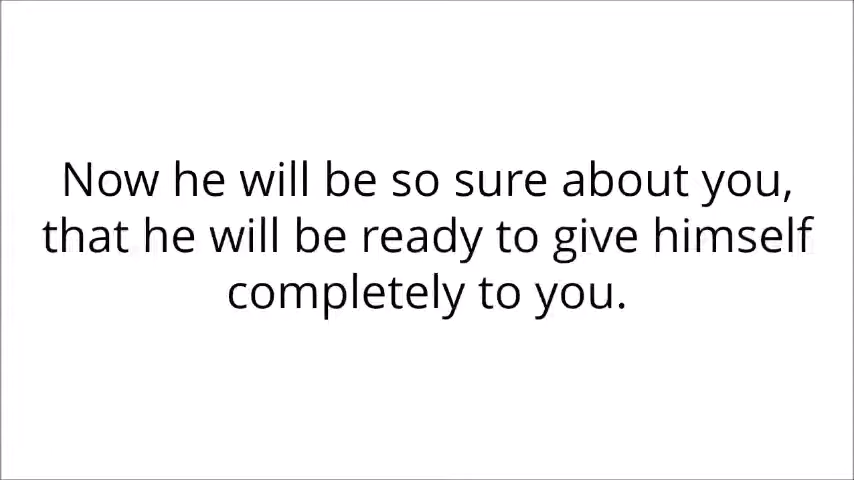 Now he will be so sure about you,
that he will be ready to give himself
completely to you.